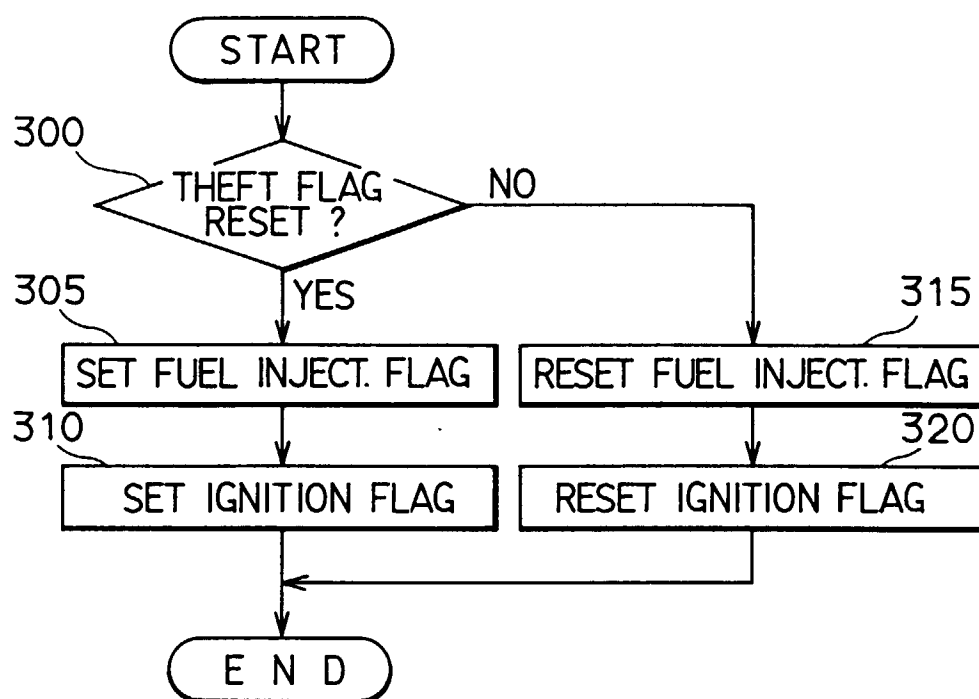 START
300
THEFT FLAG
RESET ?
NO
YES
305
315
SET FUEL INJECT. FLAG
RESET FUEL INJECT. FLAG
310
320
SET IGNITION FLAG
RESET IGNITION FLAG
END